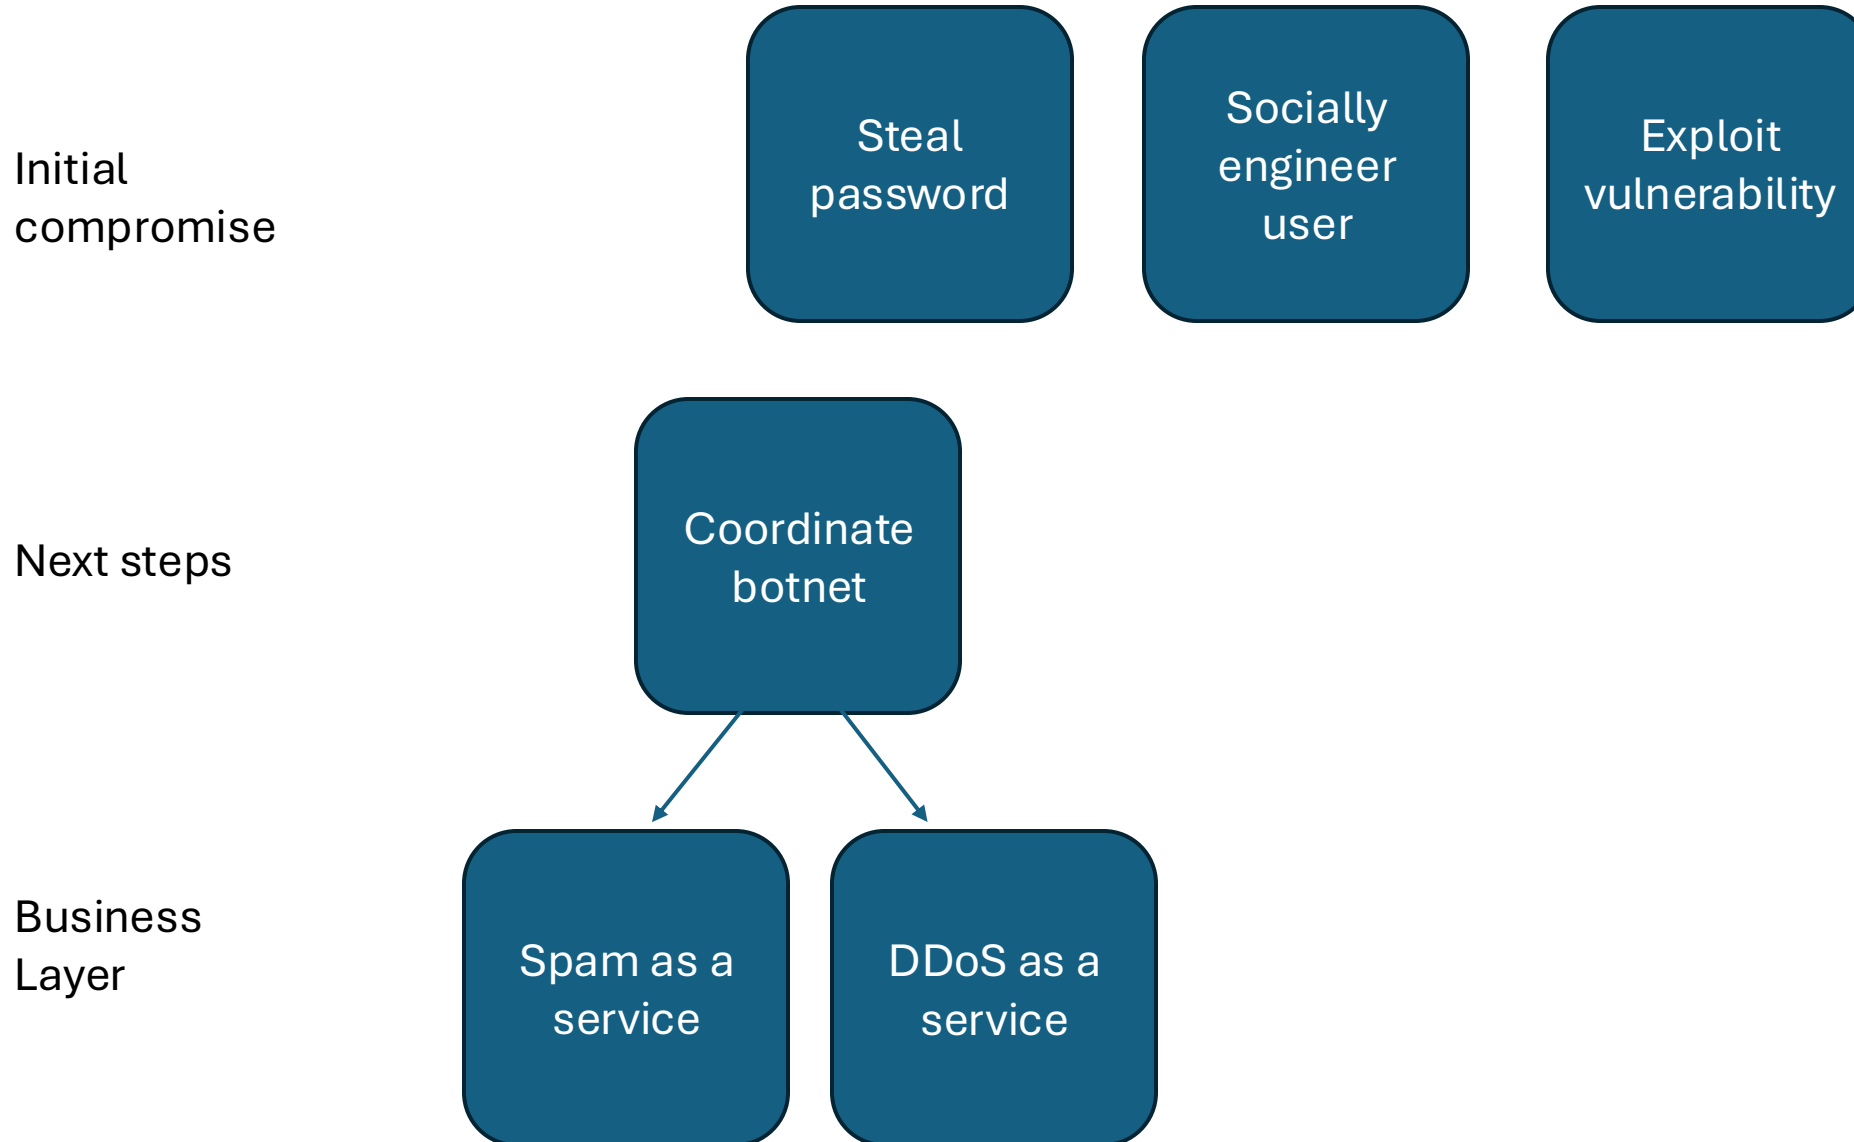 Initial
compromise
Steal
password
Socially
engineer
user
Exploit
vulnerability
Next steps
Coordinate
botnet
Business
Layer
Spam as a
service
DDoS as a
service